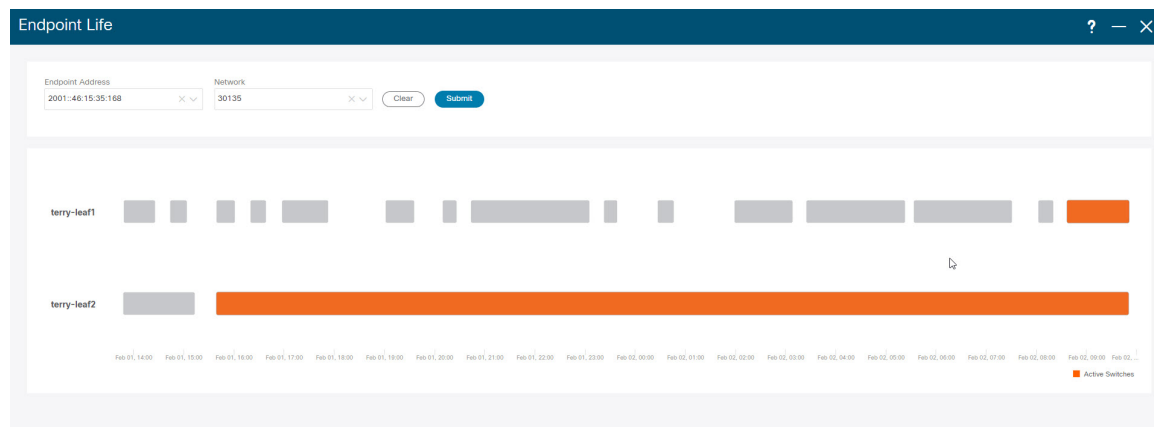 Endpoint Life
Endpoint Address
Network
2001::46:15:35:168
30135
Clear
Submit
terry-leaf1
terry-leaf2
Feb 01, 14:00 Feb 01, 15:00 Feb 01, 16:00 Feb 01, 17:00 Feb 01, 18:00 Feb 01, 19:00 Feb 01, 20:00 Feb 01, 21:00 Feb 01, 22:00 Feb 01, 23:00 Feb 02, 00:00 Feb 02, 01:00 Feb 02, 02:00 Feb 02, 03:00 Feb 02, 04:00 Feb 02, 05:00 Feb 02, 06:00 Feb 02, 07:00 Feb 02, 08:00 Feb 02, 09:00 Feb 02, ...
Active Switches